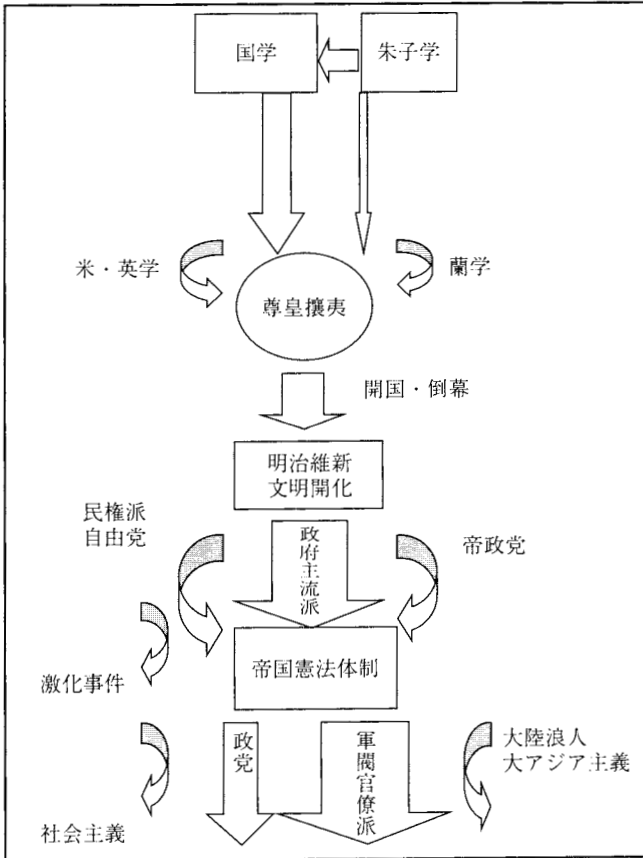 国学
朱子学
米・英学
蘭学
尊皇攘夷
開国・倒幕
明治維新
文明開化
民権派
自由党
政府主流派
帝政党
帝国憲法体制
激化事件
政党
軍閥官僚派
大陸浪人
大アジア主義
社会主義